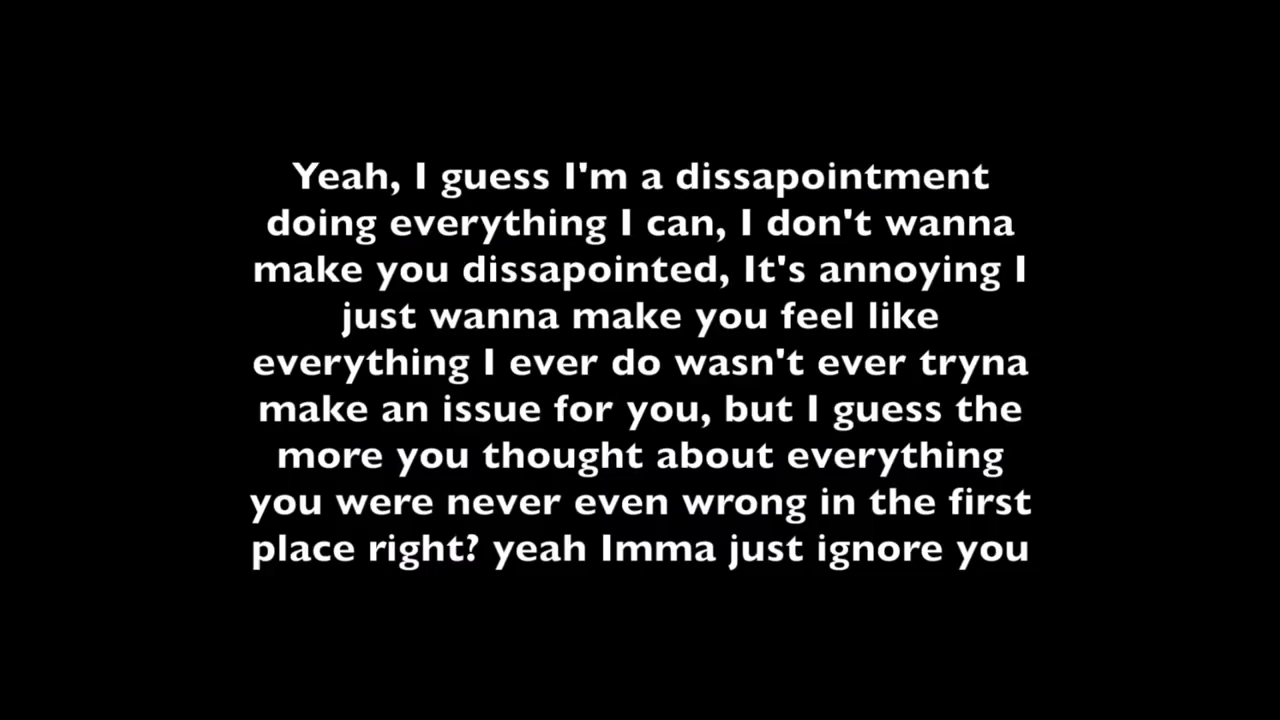 Yeah, I guess I'm a dissapointment
doing everything I can, I don't wanna
make you dissapointed, It's annoying I
just wanna make you feel like
everything I ever do wasn't ever tryna
make an issue for you, but I guess the
more you thought about everything
you were never even wrong in the first
place right? yeah Imma just ignore you